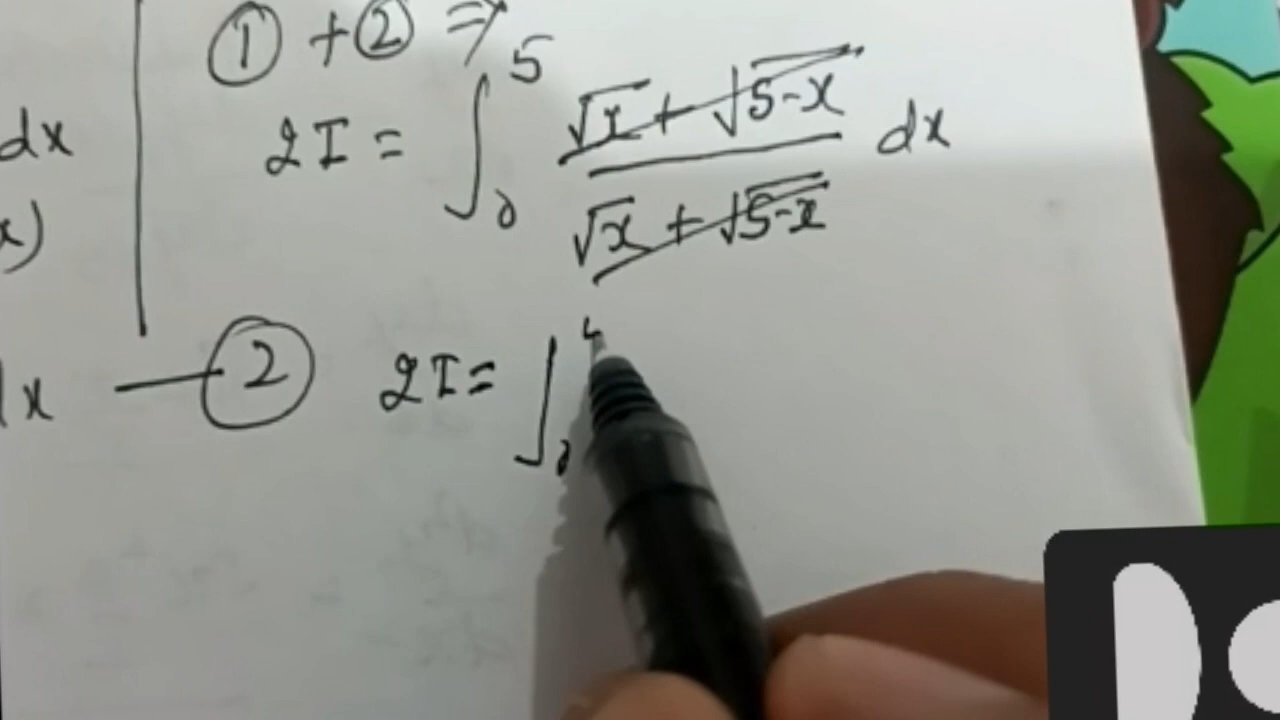 ① + ② ⇒
dx
2I = ∫₀⁵ (√x + √(5-x)) / (√x + √(5-x)) dx
x)
dx — ② 2I = ∫₀